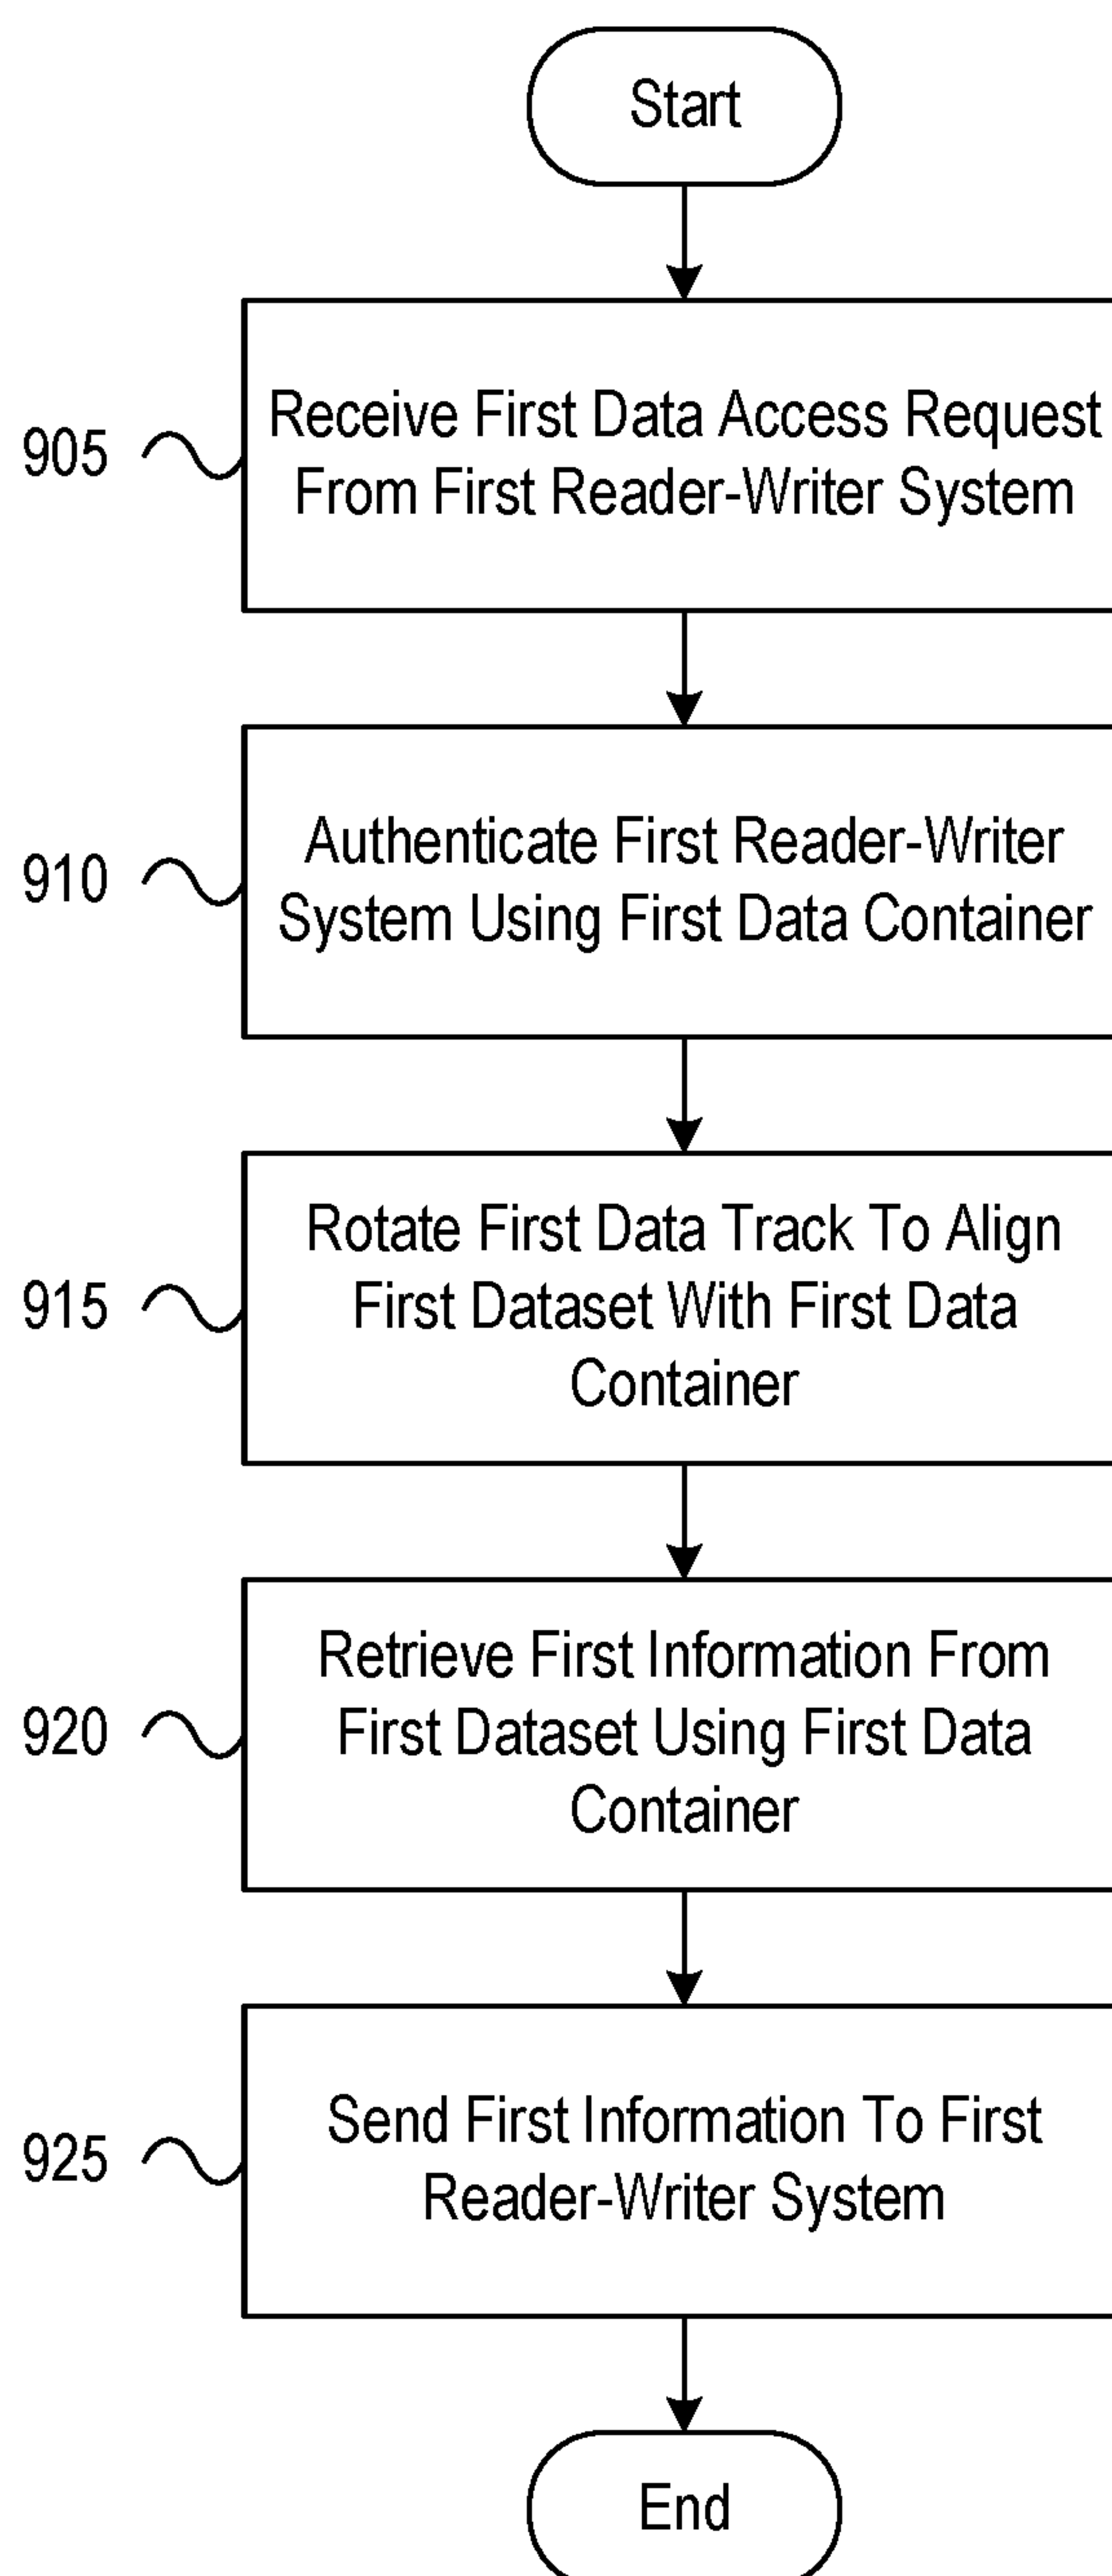 Start
905
Receive First Data Access Request
From First Reader-Writer System
910
Authenticate First Reader-Writer
System Using First Data Container
915
Rotate First Data Track To Align
First Dataset With First Data
Container
920
Retrieve First Information From
First Dataset Using First Data
Container
925
Send First Information To First
Reader-Writer System
End